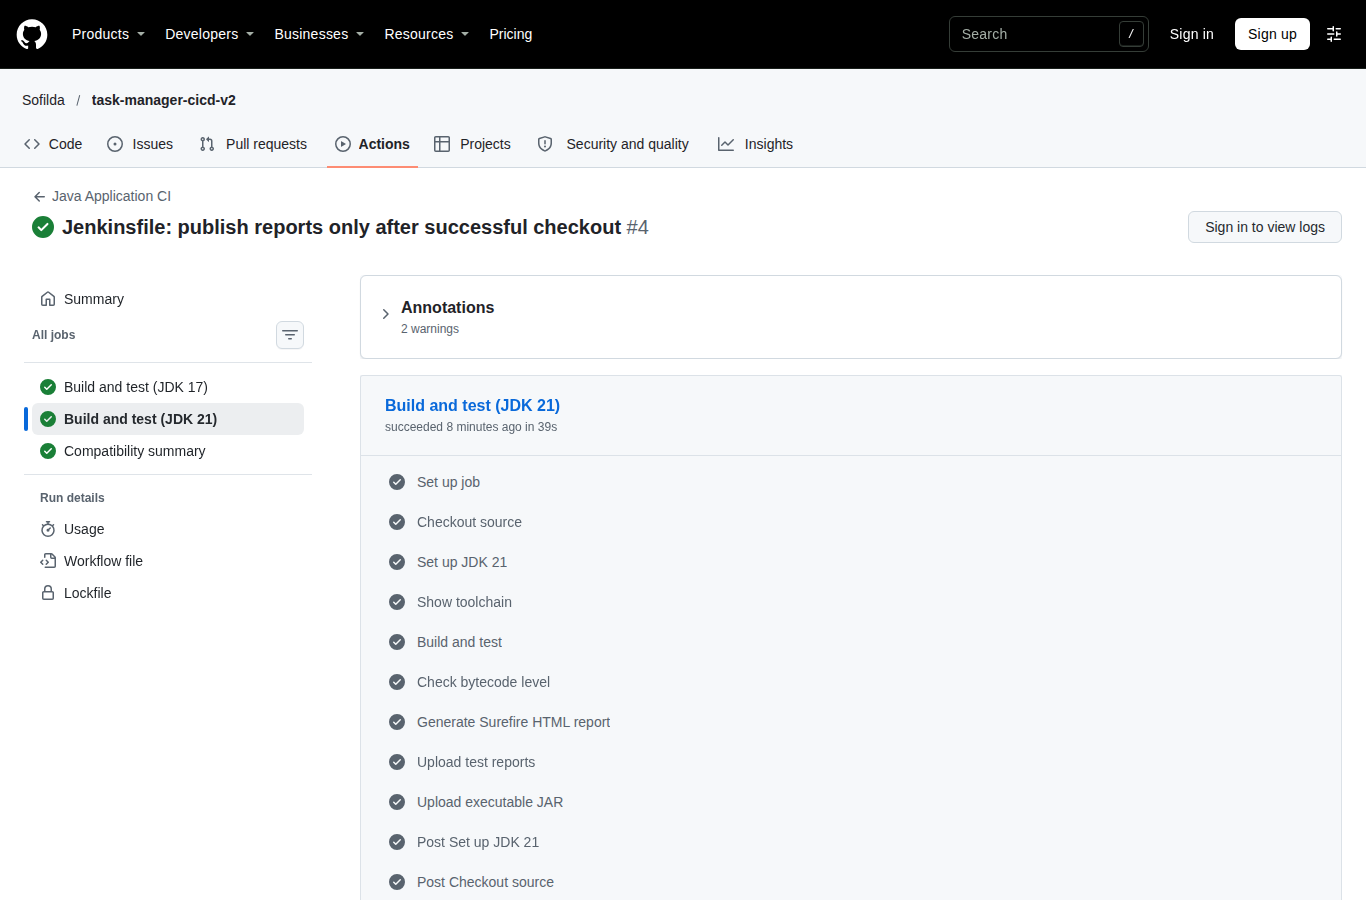 Products Developers Businesses Resources Pricing Search / Sign in Sign up
Sofilda / task-manager-cicd-v2
Code Issues Pull requests Actions Projects Security and quality Insights
Java Application CI
Jenkinsfile: publish reports only after successful checkout #4
Sign in to view logs
Summary
All jobs
Build and test (JDK 17)
Build and test (JDK 21)
Compatibility summary
Run details
Usage
Workflow file
Lockfile
Annotations
2 warnings
Build and test (JDK 21)
succeeded 8 minutes ago in 39s
Set up job
Checkout source
Set up JDK 21
Show toolchain
Build and test
Check bytecode level
Generate Surefire HTML report
Upload test reports
Upload executable JAR
Post Set up JDK 21
Post Checkout source